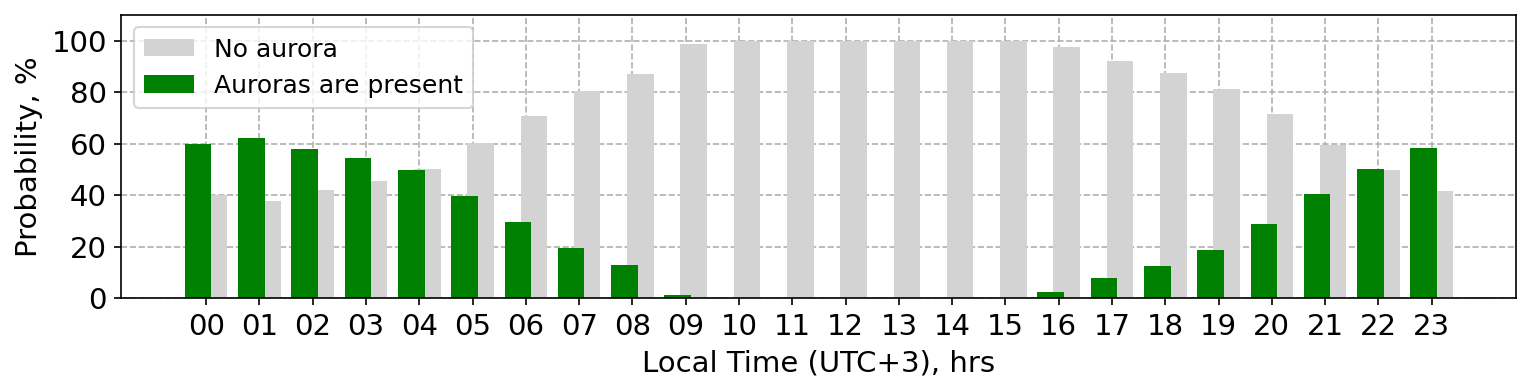 No aurora
Auroras are present
Probability, %
100
80
60
40
20
0
00 01 02 03 04 05 06 07 08 09 10 11 12 13 14 15 16 17 18 19 20 21 22 23
Local Time (UTC+3), hrs